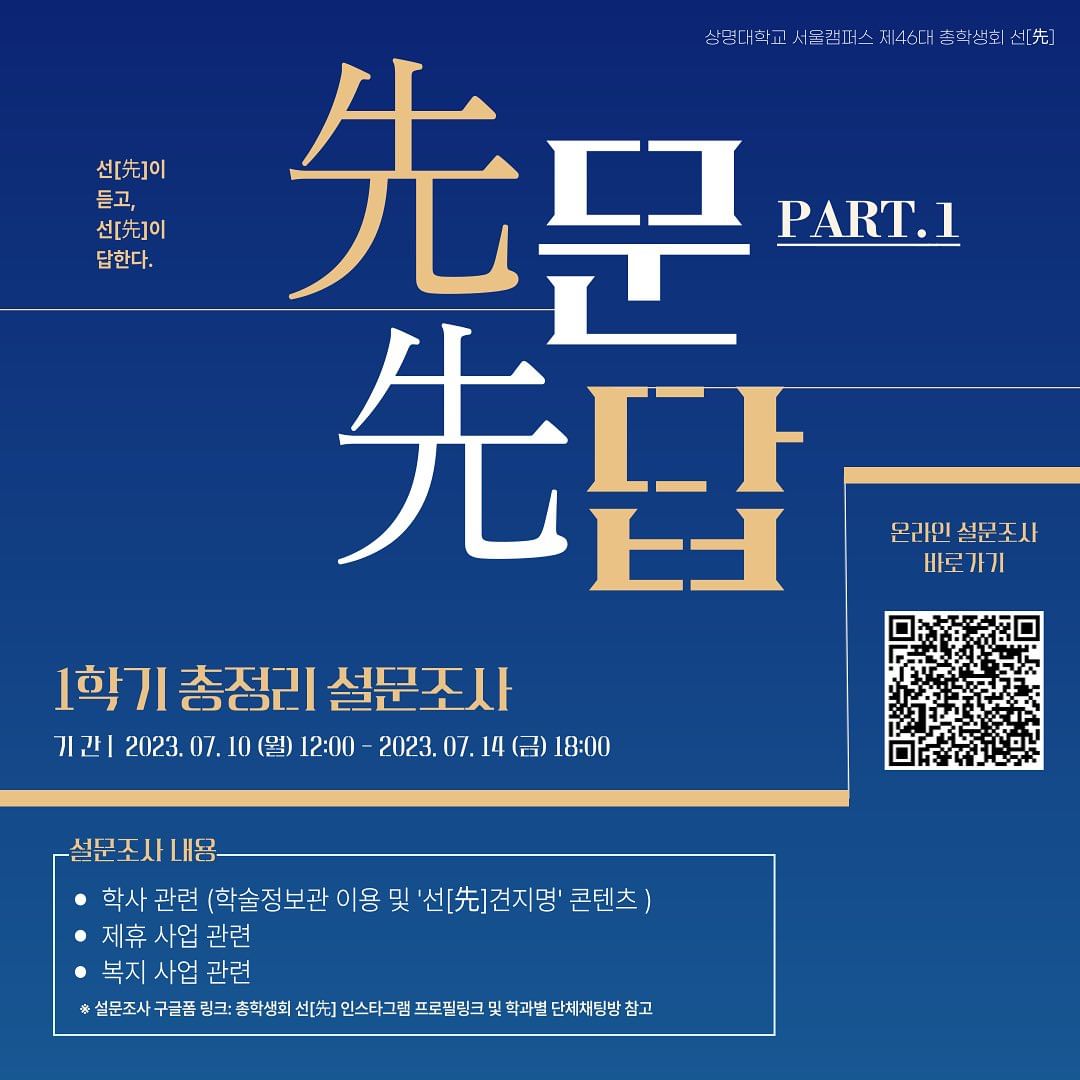 상명대학교 서울캠퍼스 제46대 총학생회 선[先]
선[先]이
듣고,
선[先]이
답한다.
先문
PART.1
先답
온라인 설문조사
바로가기
1학기 총정리 설문조사
기 간 | 2023. 07. 10 (월) 12:00 - 2023. 07. 14 (금) 18:00
설문조사 내용
● 학사 관련 (학술정보관 이용 및 '선[先]견지명' 콘텐츠 )
● 제휴 사업 관련
● 복지 사업 관련
※ 설문조사 구글폼 링크: 총학생회 선[先] 인스타그램 프로필링크 및 학과별 단체채팅방 참고